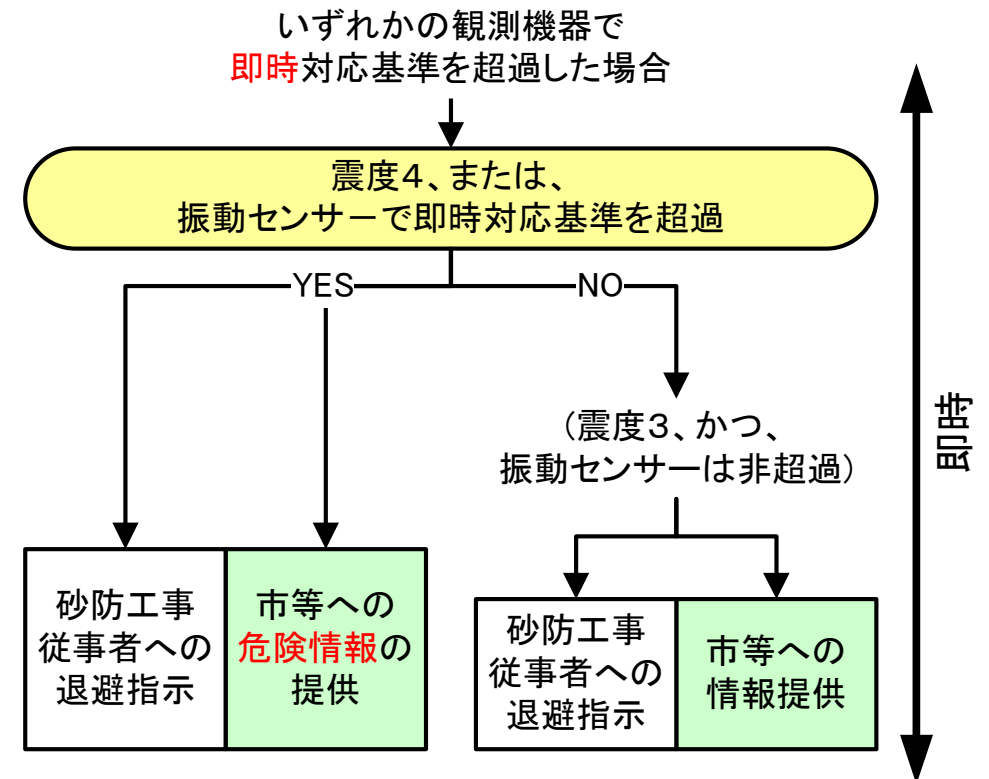 いずれかの観測機器で
即時対応基準を超過した場合
震度４、または、
振動センサーで即時対応基準を超過
YES
NO
（震度３、かつ、
振動センサーは非超過）
砂防工事
従事者への
退避指示
市等への
危険情報の
提供
砂防工事
従事者への
退避指示
市等への
情報提供
即時